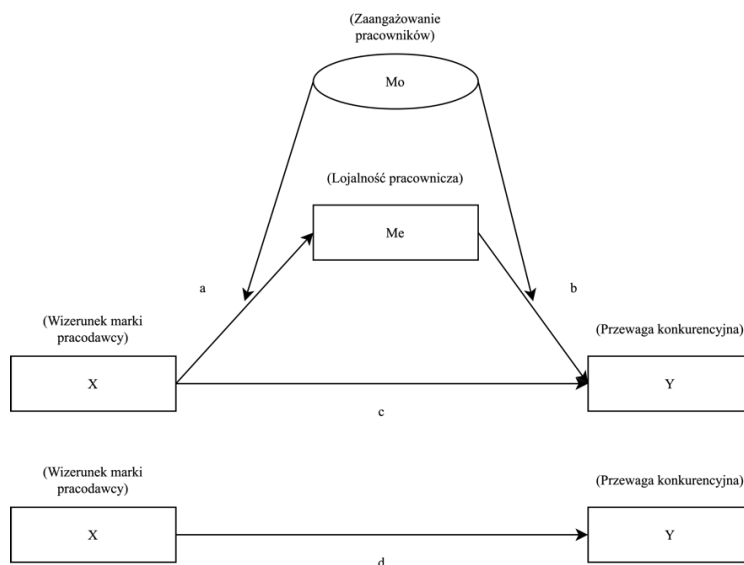 (Zaangażowanie
pracowników)
Mo
(Lojalność pracownicza)
Me
a
b
(Wizerunek marki
pracodawcy)
(Przewaga konkurencyjna)
X
Y
c
(Wizerunek marki
pracodawcy)
(Przewaga konkurencyjna)
X
Y
d